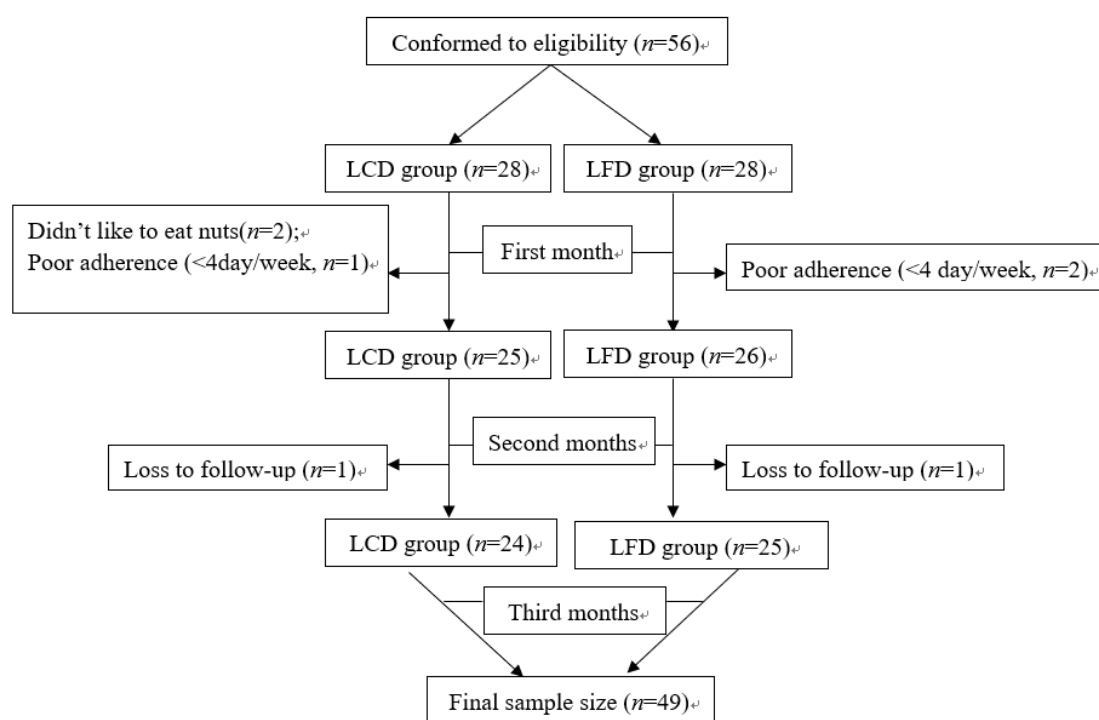 Conformed to eligibility (n=56)↵
LCD group (n=28)↵
LFD group (n=28)↵
Didn’t like to eat nuts(n=2);↵
Poor adherence (<4day/week, n=1)↵
First month↵
Poor adherence (<4 day/week, n=2)↵
LCD group (n=25)↵
LFD group (n=26)↵
Second months↵
Loss to follow-up (n=1)↵
Loss to follow-up (n=1)↵
LCD group (n=24)↵
LFD group (n=25)↵
Third months↵
Final sample size (n=49)↵